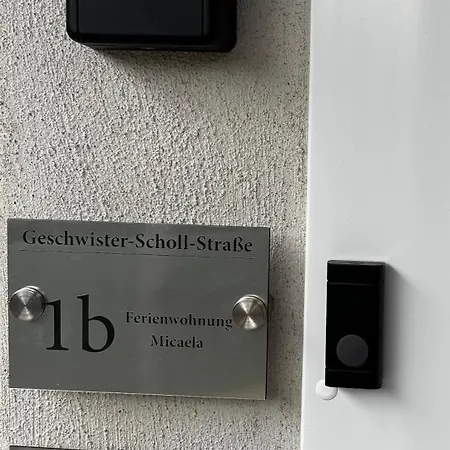 Geschwister-Scholl-Straße
1b
Ferienwohnung
Micaela